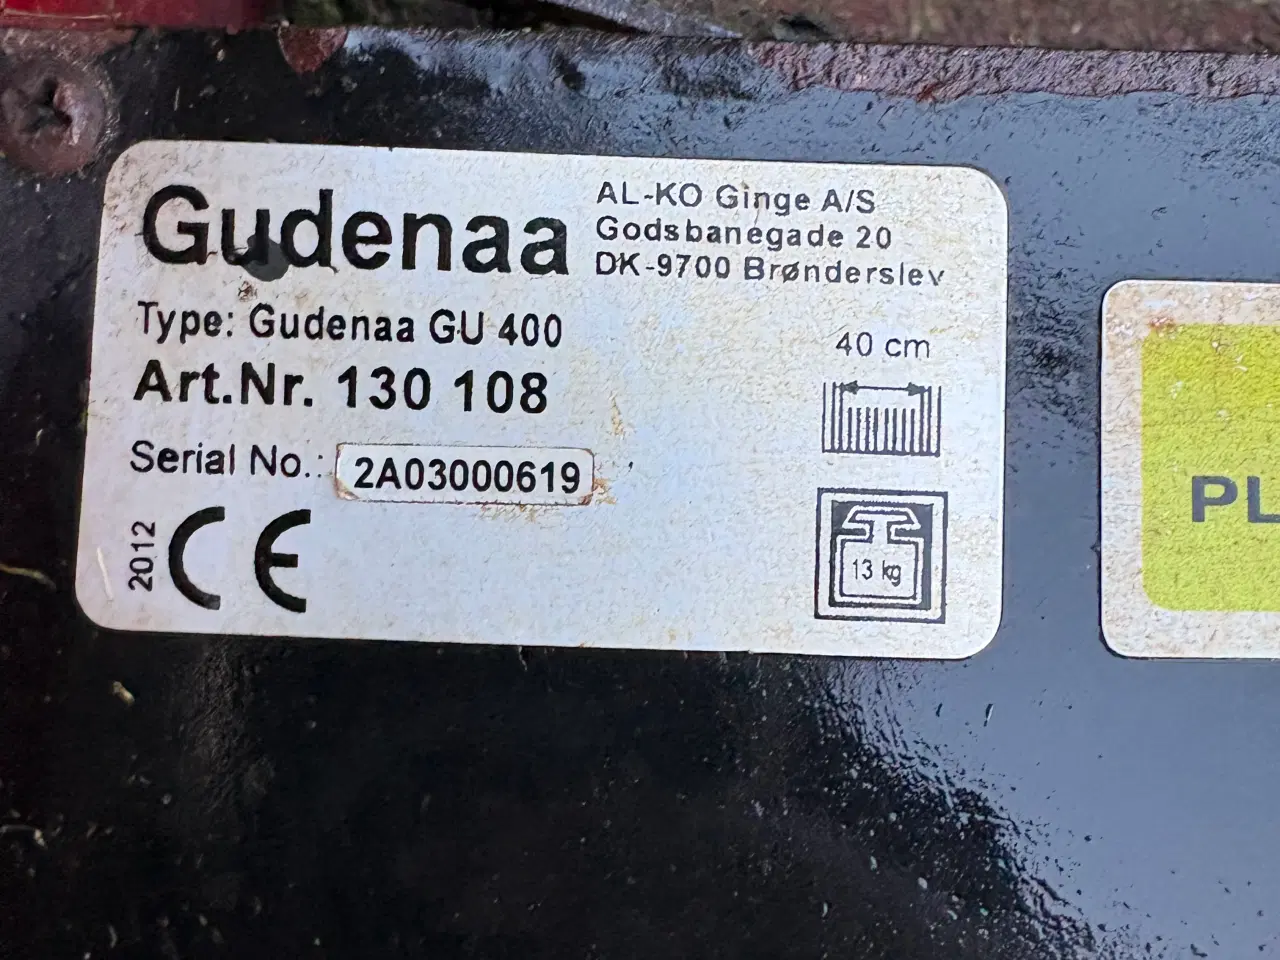 Gudenaa
AL-KO Ginge A/S
Godsbanegade 20
DK-9700 Brønderslev
Type: Gudenaa GU 400
Art.Nr. 130 108
Serial No.: 2A03000619
2012 CE
40 cm
13 kg
PL